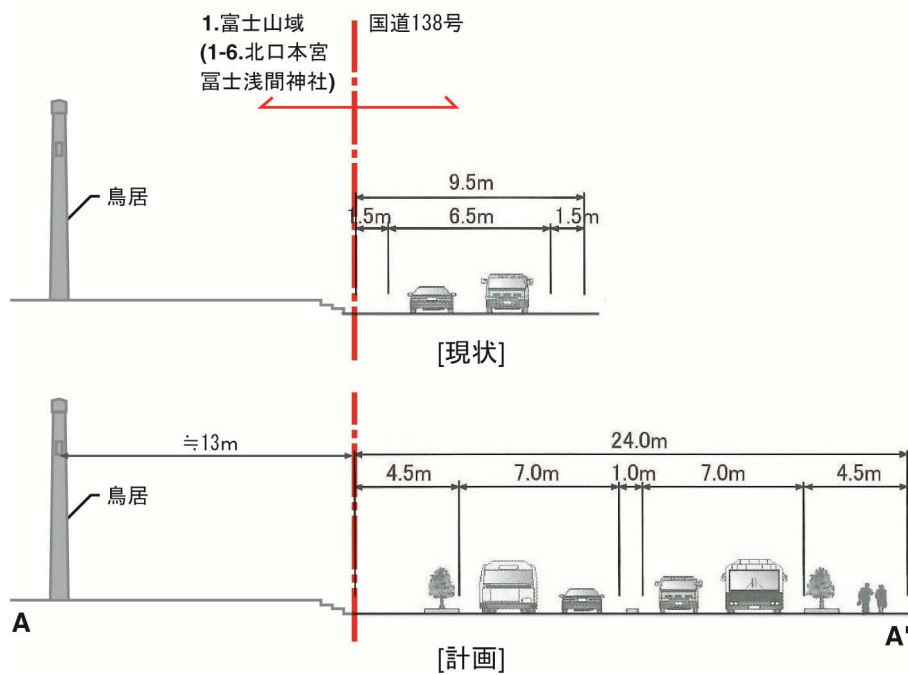 1.富士山域
(1-6.北口本宮
冨士浅間神社)
国道138号
鳥居
9.5m
1.5m
6.5m
1.5m
[現状]
≒13m
24.0m
4.5m
7.0m
1.0m
7.0m
4.5m
鳥居
A
A'
[計画]